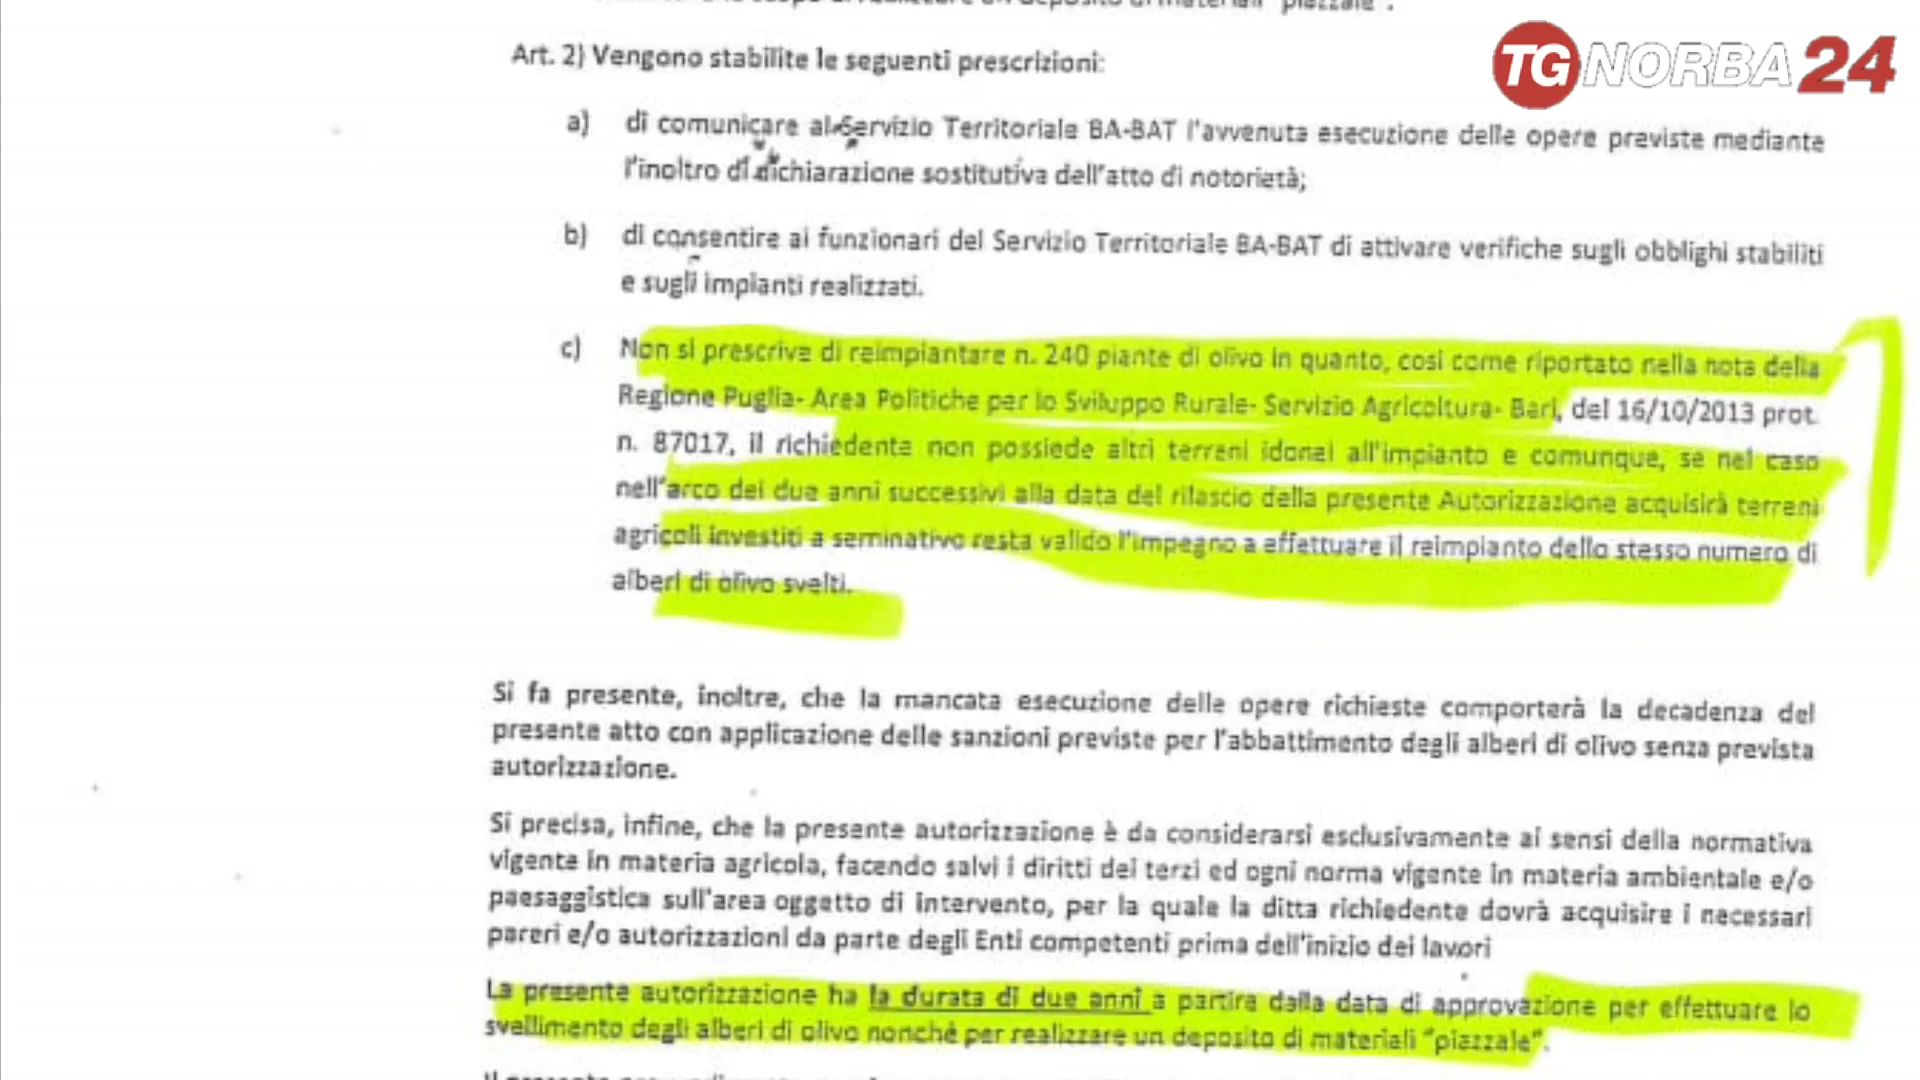 deposito di materiali "piazzale".
TGNORBA24
Art. 2) Vengono stabilite le seguenti prescrizioni:
a) di comunicare al Servizio Territoriale BA-BAT l'avvenuta esecuzione delle opere previste mediante
l'inoltro di dichiarazione sostitutiva dell'atto di notorietà;
b) di consentire ai funzionari del Servizio Territoriale BA-BAT di attivare verifiche sugli obblighi stabiliti
e sugli impianti realizzati.
c) Non si prescrive di reimpiantare n. 240 piante di olivo in quanto, così come riportato nella nota della
Regione Puglia- Area Politiche per lo Sviluppo Rurale- Servizio Agricoltura- Bari, del 16/10/2013 prot.
n. 87017, il richiedente non possiede altri terreni idonei all'impianto e comunque, se nel caso
nell'arco dei due anni successivi alla data del rilascio della presente Autorizzazione acquisirà terreni
agricoli investiti a seminativo resta valido l'impegno a effettuare il reimpianto dello stesso numero di
alberi di olivo svelti.
Si fa presente, inoltre, che la mancata esecuzione delle opere richieste comporterà la decadenza del
presente atto con applicazione delle sanzioni previste per l'abbattimento degli alberi di olivo senza prevista
autorizzazione.
Si precisa, infine, che la presente autorizzazione è da considerarsi esclusivamente ai sensi della normativa
vigente in materia agricola, facendo salvi i diritti dei terzi ed ogni norma vigente in materia ambientale e/o
paesaggistica sull'area oggetto di intervento, per la quale la ditta richiedente dovrà acquisire i necessari
pareri e/o autorizzazioni da parte degli Enti competenti prima dell'inizio dei lavori
La presente autorizzazione ha la durata di due anni a partire dalla data di approvazione per effettuare lo
svellimento degli alberi di olivo nonché per realizzare un deposito di materiali "piazzale".